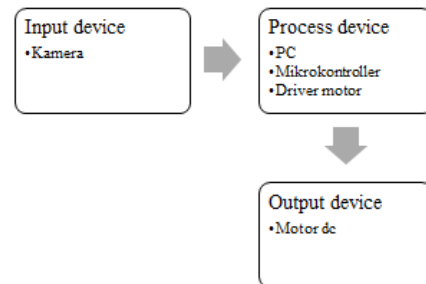 Input device
•Kamera
Process device
•PC
•Mikrokontroller
•Driver motor
Output device
•Motor dc